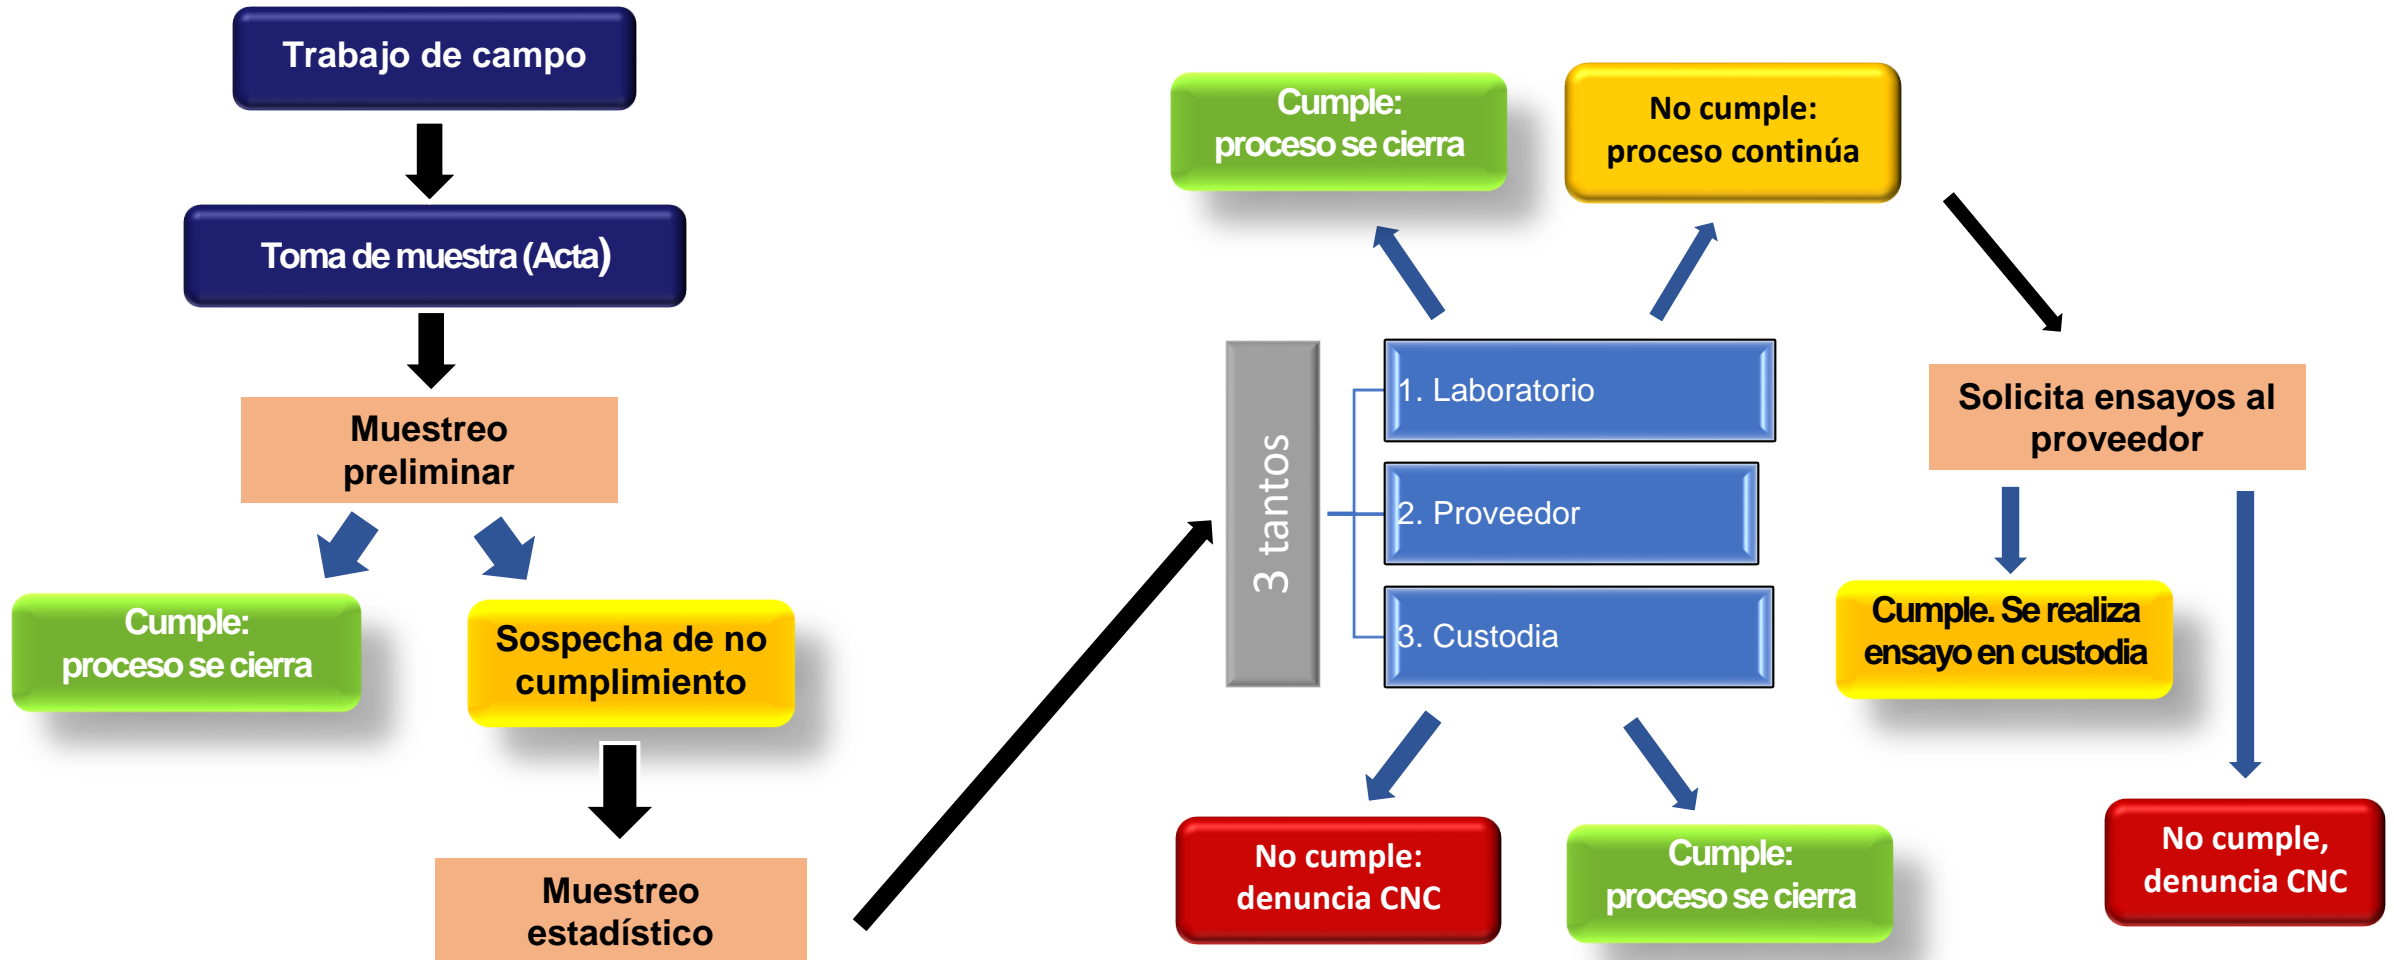 Trabajo de campo
Toma de muestra (Acta)
Muestreo
preliminar
Cumple:
proceso se cierra
Sospecha de no
cumplimiento
Muestreo
estadístico
3 tantos
1. Laboratorio
2. Proveedor
3. Custodia
Cumple:
proceso se cierra
No cumple:
proceso continúa
No cumple:
denuncia CNC
Cumple:
proceso se cierra
Solicita ensayos al
proveedor
Cumple. Se realiza
ensayo en custodia
No cumple,
denuncia CNC